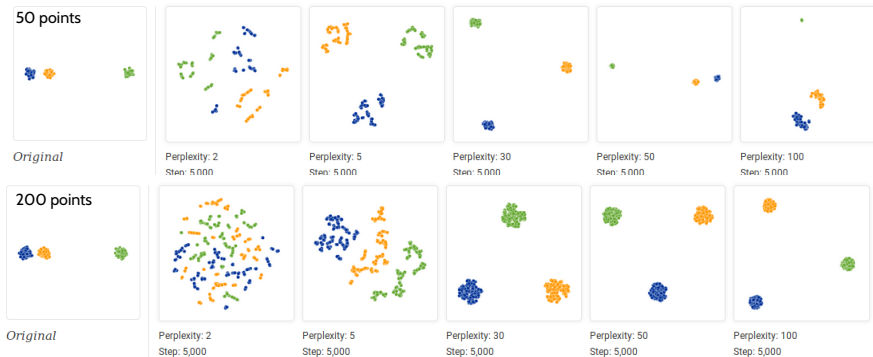 50 points
Original
Perplexity: 2
Step: 5,000
Perplexity: 5
Step: 5,000
Perplexity: 30
Step: 5,000
Perplexity: 50
Step: 5,000
Perplexity: 100
Step: 5,000
200 points
Original
Perplexity: 2
Step: 5,000
Perplexity: 5
Step: 5,000
Perplexity: 30
Step: 5,000
Perplexity: 50
Step: 5,000
Perplexity: 100
Step: 5,000